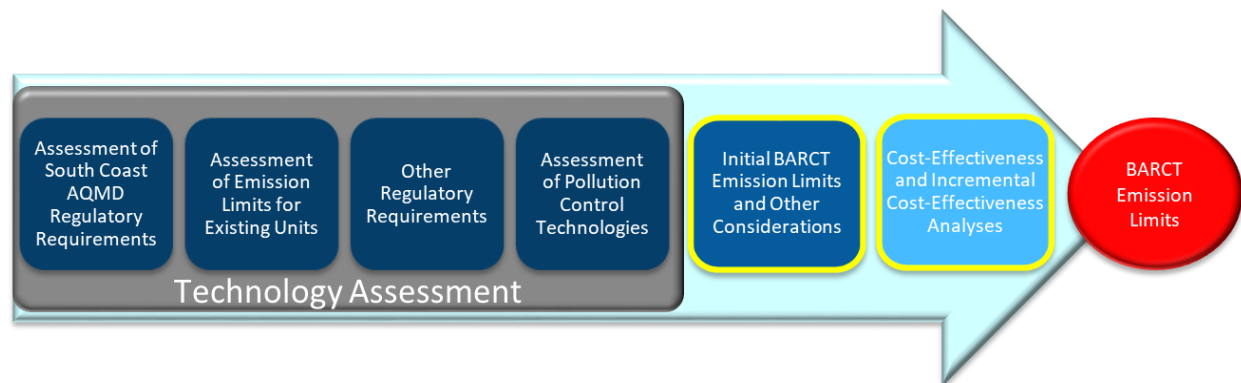 Assessment of
South Coast
AQMD
Regulatory
Requirements
Assessment
of Emission
Limits for
Existing Units
Other
Regulatory
Requirements
Assessment
of Pollution
Control
Technologies
Technology Assessment
Initial BARCT
Emission Limits
and Other
Considerations
Cost-Effectiveness
and Incremental
Cost-Effectiveness
Analyses
BARCT
Emission
Limits